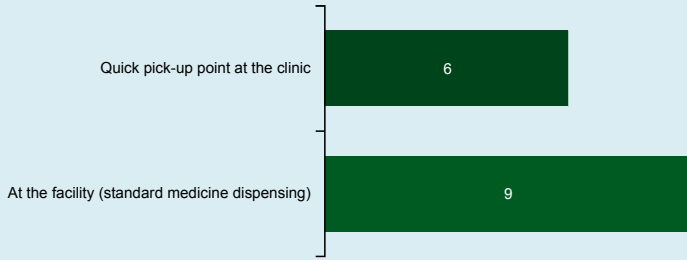 Quick pick-up point at the clinic
6
At the facility (standard medicine dispensing)
9